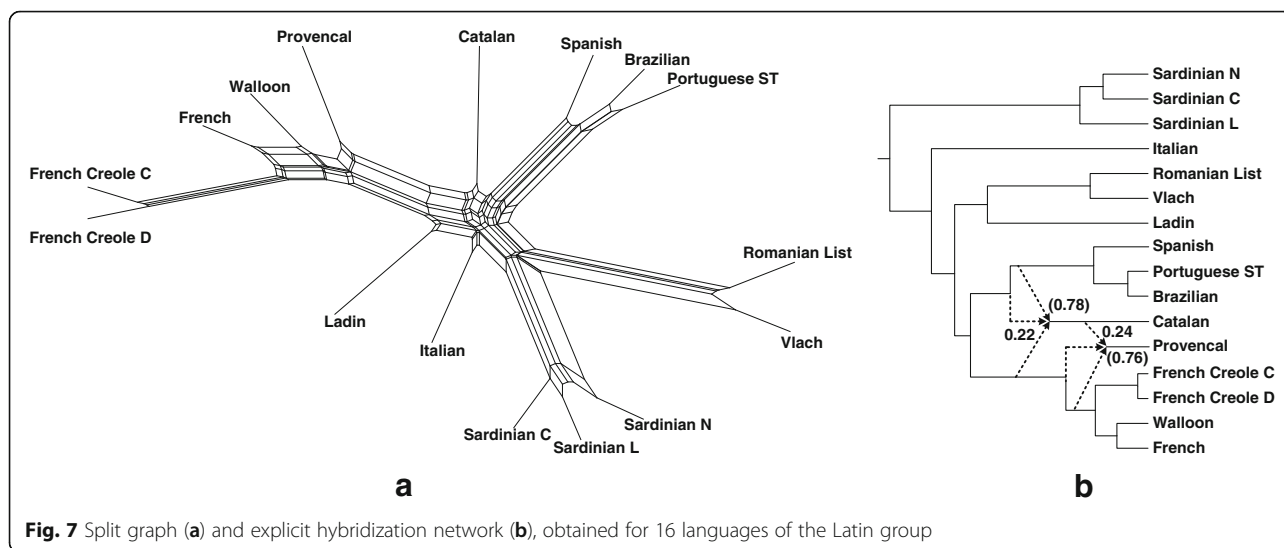 Provencal
Catalan
Spanish
Brazilian
Portuguese ST
Walloon
French
French Creole C
French Creole D
Ladin
Italian
Romanian List
Vlach
Sardinian C
Sardinian L
Sardinian N
a
Sardinian N
Sardinian C
Sardinian L
Italian
Romanian List
Vlach
Ladin
Spanish
Portuguese ST
Brazilian
Catalan
Provencal
French Creole C
French Creole D
Walloon
French
(0.78)
0.22
0.24
(0.76)
b
Fig. 7 Split graph (a) and explicit hybridization network (b), obtained for 16 languages of the Latin group